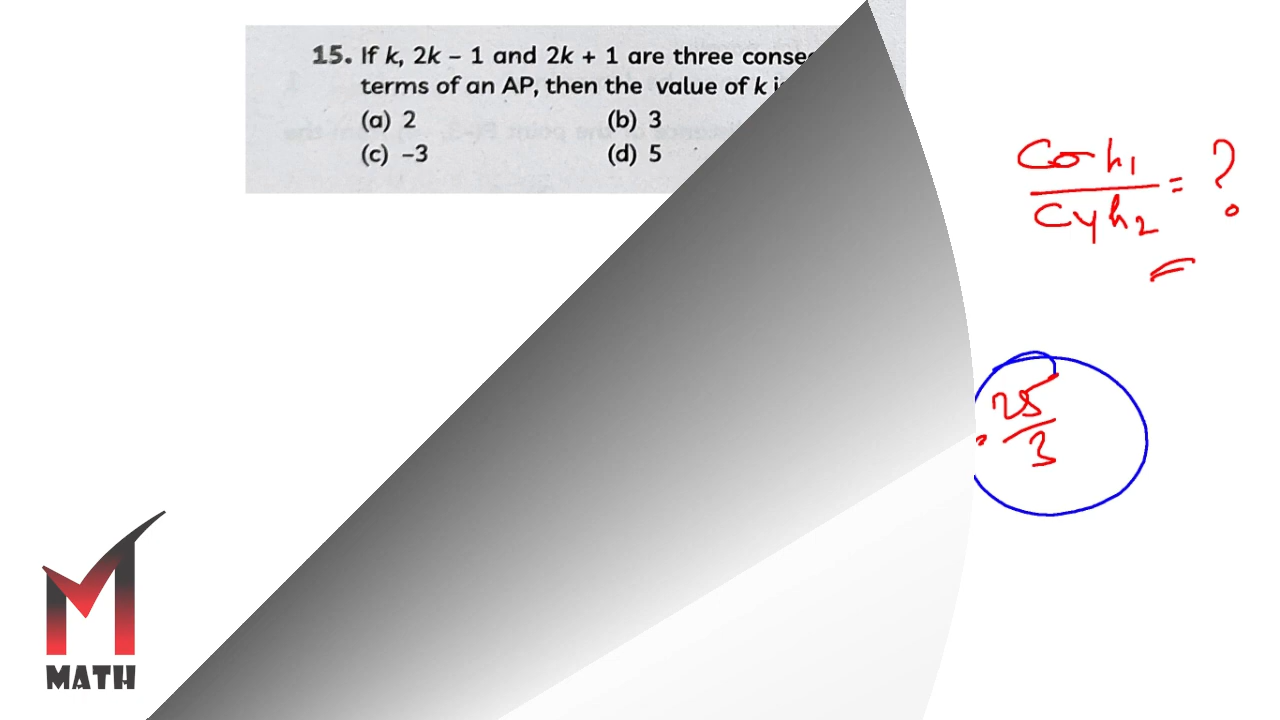 15. If k, 2k – 1 and 2k + 1 are three
terms of an AP, then the value of k
(a) 2 (b) 3
(c) –3 (d) 5
Co h₁
Cy h₂ = ?
25
3
MATH